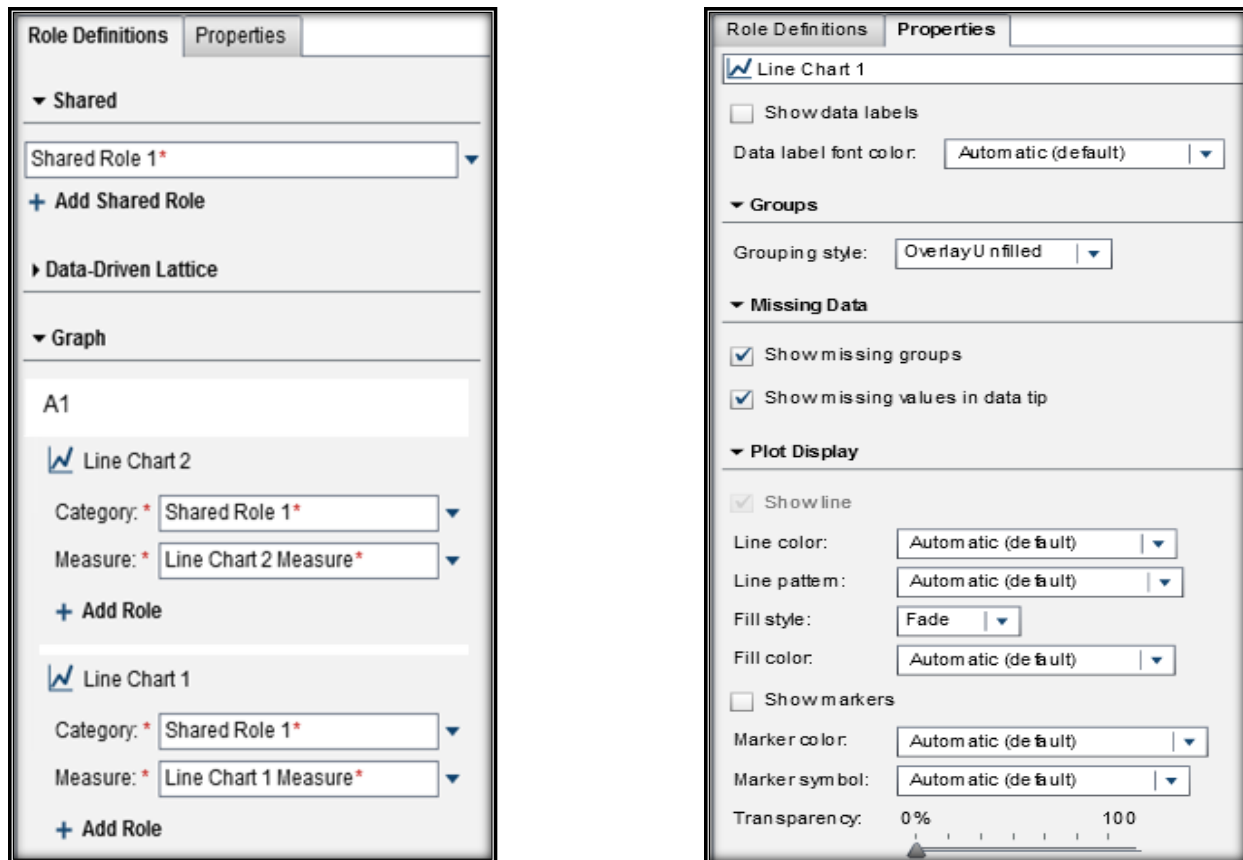 Role Definitions Properties
Shared
Shared Role 1*
+ Add Shared Role
Data-Driven Lattice
Graph
A1
Line Chart 2
Category: * Shared Role 1*
Measure: * Line Chart 2 Measure*
+ Add Role
Line Chart 1
Category: * Shared Role 1*
Measure: * Line Chart 1 Measure*
+ Add Role
Role Definitions Properties
Line Chart 1
Show data labels
Data label font color: Automatic (default)
Groups
Grouping style: Overlay Unfilled
Missing Data
Show missing groups
Show missing values in data tip
Plot Display
Show line
Line color: Automatic (default)
Line pattern: Automatic (default)
Fill style: Fade
Fill color: Automatic (default)
Show markers
Marker color: Automatic (default)
Marker symbol: Automatic (default)
Transparency: 0% 100